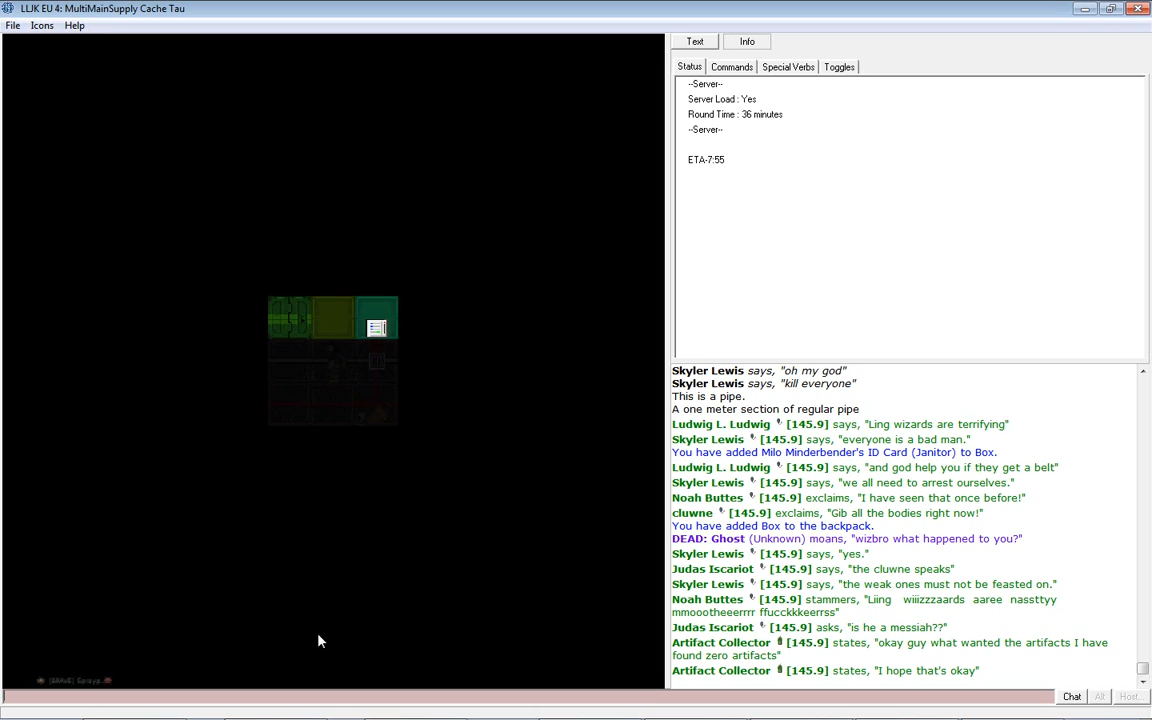 LLJK EU 4: MultiMainSupply Cache Tau
File Icons Help
Text Info
Status Commands Special Verbs Toggles
--Server--
Server Load : Yes
Round Time : 36 minutes
--Server--
ETA-7:55
Skyler Lewis says, "oh my god"
Skyler Lewis says, "kill everyone"
This is a pipe.
A one meter section of regular pipe
Ludwig L. Ludwig [145.9] says, "Ling wizards are terrifying"
Skyler Lewis [145.9] says, "everyone is a bad man."
You have added Milo Minderbender's ID Card (Janitor) to Box.
Ludwig L. Ludwig [145.9] says, "and god help you if they get a belt"
Skyler Lewis [145.9] says, "we all need to arrest ourselves."
Noah Buttes [145.9] exclaims, "I have seen that once before!"
cluwne [145.9] exclaims, "Gib all the bodies right now!"
You have added Box to the backpack.
DEAD: Ghost (Unknown) moans, "wizbro what happened to you?"
Skyler Lewis [145.9] says, "yes."
Judas Iscariot [145.9] says, "the cluwne speaks"
Skyler Lewis [145.9] says, "the weak ones must not be feasted on."
Noah Buttes [145.9] stammers, "Liing wiiizzzaards aaree nassttyy
mmoootheeerrrr ffucckkkeerrss"
Judas Iscariot [145.9] asks, "is he a messiah??"
Artifact Collector [145.9] states, "okay guy what wanted the artifacts I have
found zero artifacts"
Artifact Collector [145.9] states, "I hope that's okay"
Chat Alt Host...